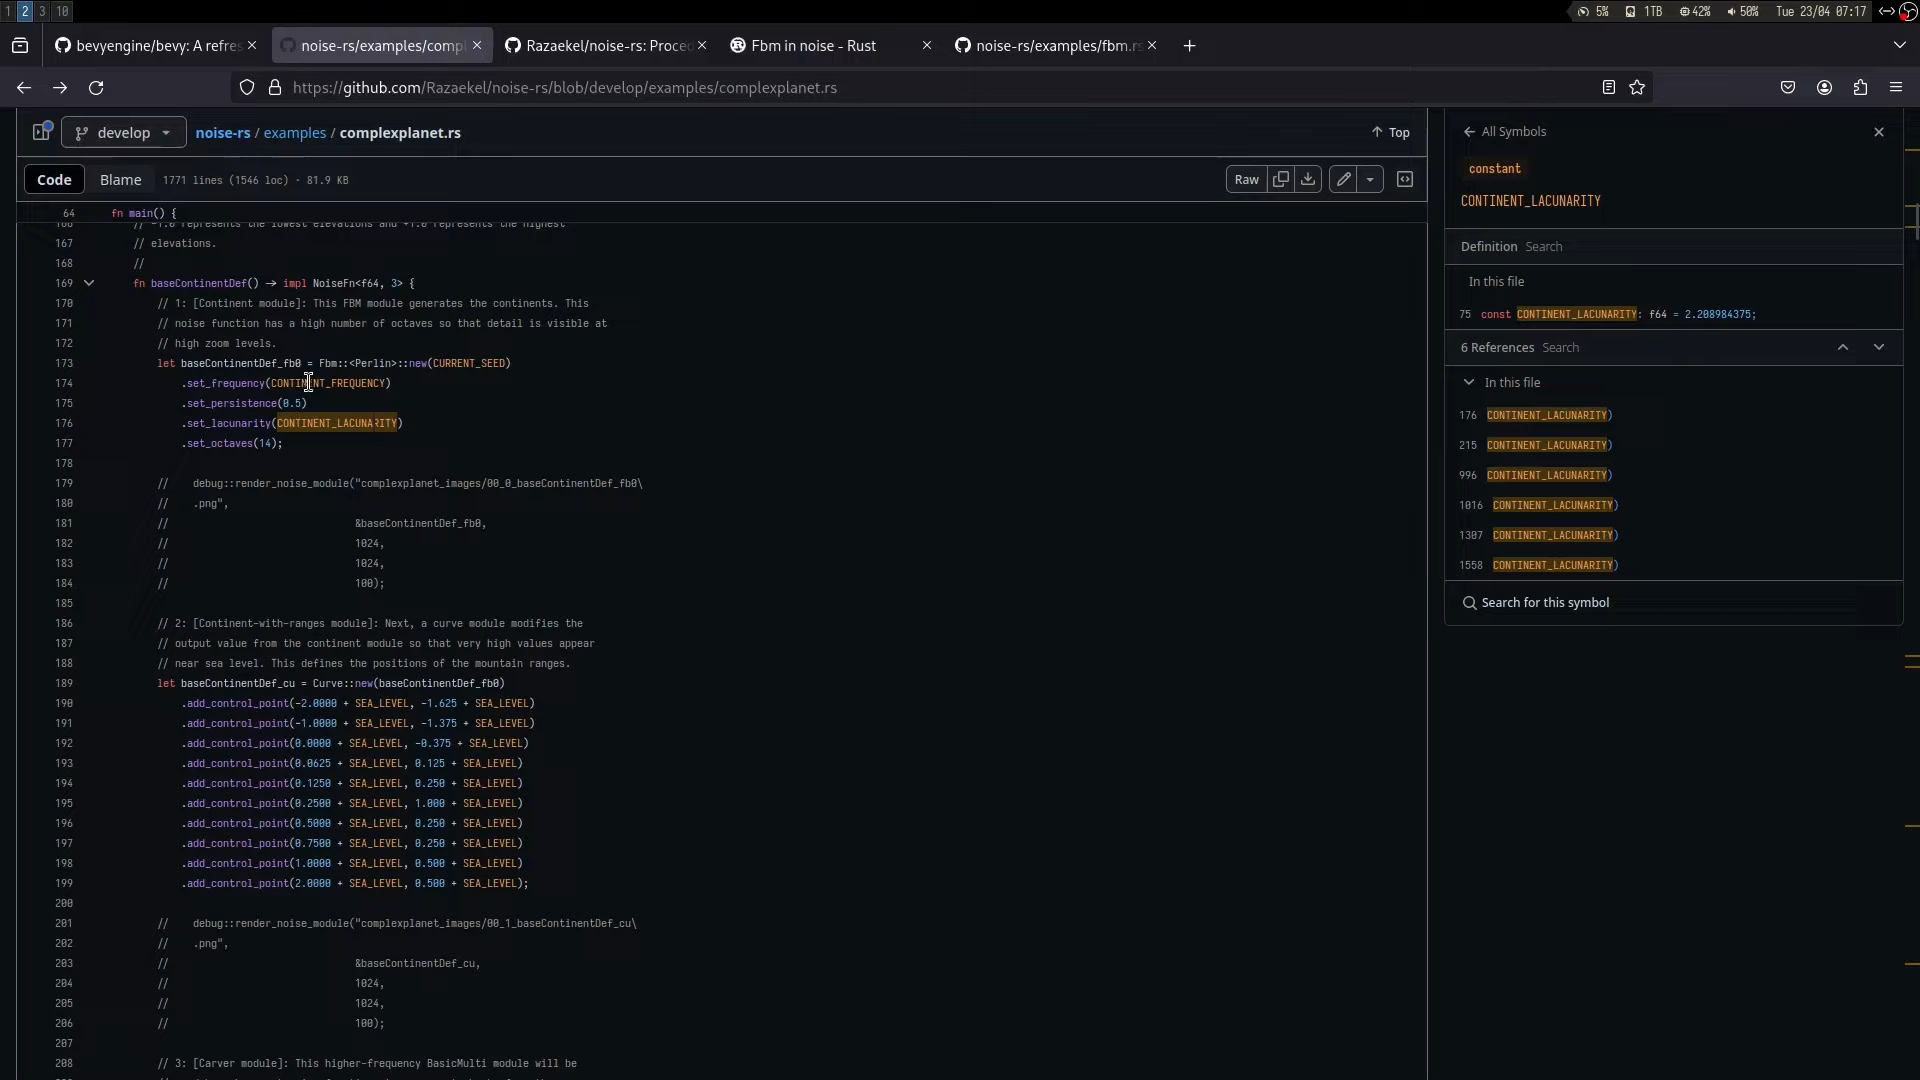 1 2 3 10
5% 1TB 42% 50% Tue 23/04 07:17
bevyengine/bevy: A refres
noise-rs/examples/comp
Razaekel/noise-rs: Proced
Fbm in noise - Rust
noise-rs/examples/fbm.rs
https://github.com/Razaekel/noise-rs/blob/develop/examples/complexplanet.rs
develop
noise-rs / examples / complexplanet.rs
Top
Code Blame 1771 lines (1546 loc) · 81.9 KB
Raw
64 fn main() {
166 // -1.0 represents the lowest elevations and +1.0 represents the highest
167 // elevations.
168 //
169 fn baseContinentDef() -> impl NoiseFn<f64, 3> {
170 // 1: [Continent module]: This FBM module generates the continents. This
171 // noise function has a high number of octaves so that detail is visible at
172 // high zoom levels.
173 let baseContinentDef_fb0 = Fbm::<Perlin>::new(CURRENT_SEED)
174 .set_frequency(CONTINENT_FREQUENCY)
175 .set_persistence(0.5)
176 .set_lacunarity(CONTINENT_LACUNARITY)
177 .set_octaves(14);
178
179 // debug::render_noise_module("complexplanet_images/00_0_baseContinentDef_fb0\
180 // .png",
181 // &baseContinentDef_fb0,
182 // 1024,
183 // 1024,
184 // 100);
185
186 // 2: [Continent-with-ranges module]: Next, a curve module modifies the
187 // output value from the continent module so that very high values appear
188 // near sea level. This defines the positions of the mountain ranges.
189 let baseContinentDef_cu = Curve::new(baseContinentDef_fb0)
190 .add_control_point(-2.0000 + SEA_LEVEL, -1.625 + SEA_LEVEL)
191 .add_control_point(-1.0000 + SEA_LEVEL, -1.375 + SEA_LEVEL)
192 .add_control_point(0.0000 + SEA_LEVEL, -0.375 + SEA_LEVEL)
193 .add_control_point(0.0625 + SEA_LEVEL, 0.125 + SEA_LEVEL)
194 .add_control_point(0.1250 + SEA_LEVEL, 0.250 + SEA_LEVEL)
195 .add_control_point(0.2500 + SEA_LEVEL, 1.000 + SEA_LEVEL)
196 .add_control_point(0.5000 + SEA_LEVEL, 0.250 + SEA_LEVEL)
197 .add_control_point(0.7500 + SEA_LEVEL, 0.250 + SEA_LEVEL)
198 .add_control_point(1.0000 + SEA_LEVEL, 0.500 + SEA_LEVEL)
199 .add_control_point(2.0000 + SEA_LEVEL, 0.500 + SEA_LEVEL);
200
201 // debug::render_noise_module("complexplanet_images/00_1_baseContinentDef_cu\
202 // .png",
203 // &baseContinentDef_cu,
204 // 1024,
205 // 1024,
206 // 100);
207
208 // 3: [Carver module]: This higher-frequency BasicMulti module will be
All Symbols
constant
CONTINENT_LACUNARITY
Definition Search
In this file
75 const CONTINENT_LACUNARITY: f64 = 2.208984375;
6 References Search
In this file
176 CONTINENT_LACUNARITY)
215 CONTINENT_LACUNARITY)
996 CONTINENT_LACUNARITY)
1016 CONTINENT_LACUNARITY)
1307 CONTINENT_LACUNARITY)
1558 CONTINENT_LACUNARITY)
Search for this symbol